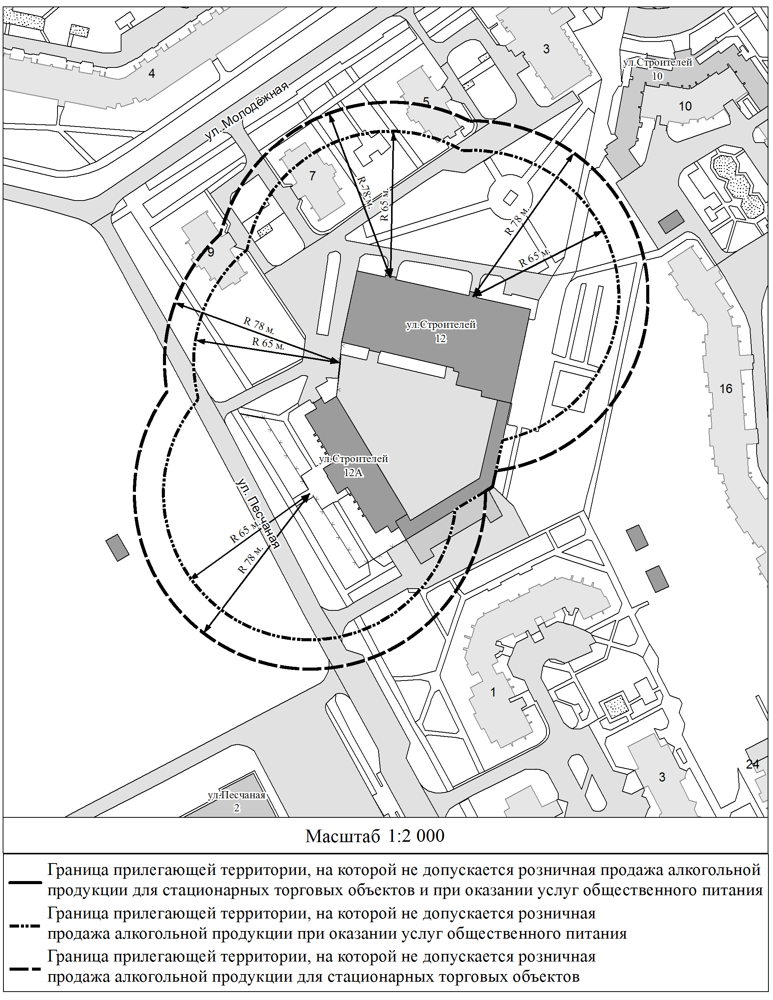 3
ул.Строителей
10
4
ул. Молодёжная
5
10
7
R 78 м.
R 65 м.
R 78 м.
9
R 65 м.
R 78 м.
R 65 м.
ул.Строителей
12
16
ул.Строителей
12А
ул. Песчаная
R 65 м.
R 78 м.
1
24
3
ул.Песчаная
2
Масштаб 1:2 000
Граница прилегающей территории, на которой не допускается розничная продажа алкогольной
продукции для стационарных торговых объектов и при оказании услуг общественного питания
Граница прилегающей территории, на которой не допускается розничная
продажа алкогольной продукции при оказании услуг общественного питания
Граница прилегающей территории, на которой не допускается розничная
продажа алкогольной продукции для стационарных торговых объектов